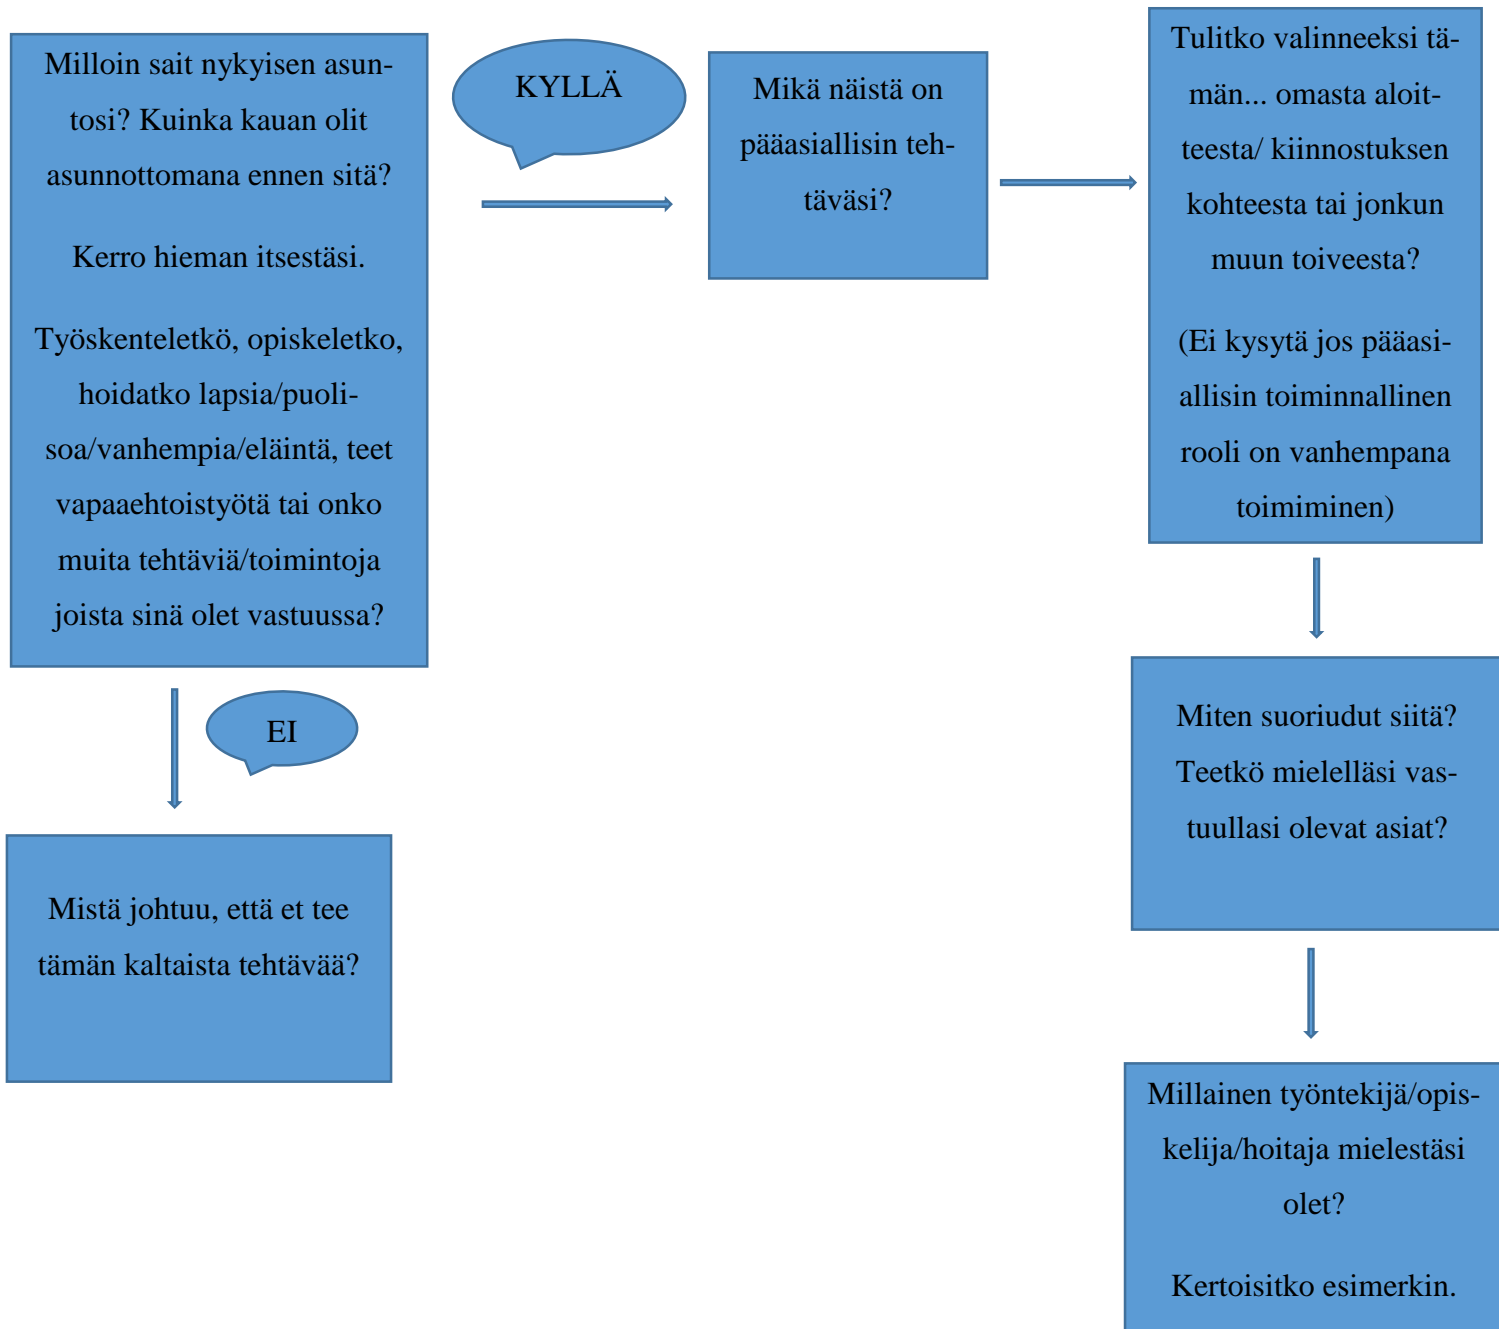 Milloin sait nykyisen asun-
tosi? Kuinka kauan olit
asunnottomana ennen sitä?
Kerro hieman itsestäsi.
Työskenteletkö, opiskeletko,
hoidatko lapsia/puoli-
soa/vanhempia/eläintä, teet
vapaaehtoistyötä tai onko
muita tehtäviä/toimintoja
joista sinä olet vastuussa?
KYLLÄ
Mikä näistä on
pääasiallisin teh-
täväsi?
Tulitko valinneeksi tä-
män... omasta aloit-
teesta/ kiinnostuksen
kohteesta tai jonkun
muun toiveesta?
(Ei kysytä jos pääasi-
allisin toiminnallinen
rooli on vanhempana
toimiminen)
EI
Mistä johtuu, että et tee
tämän kaltaista tehtävää?
Miten suoriudut siitä?
Teetkö mielelläsi vas-
tuullasi olevat asiat?
Millainen työntekijä/opis-
kelija/hoitaja mielestäsi
olet?
Kertoisitko esimerkin.